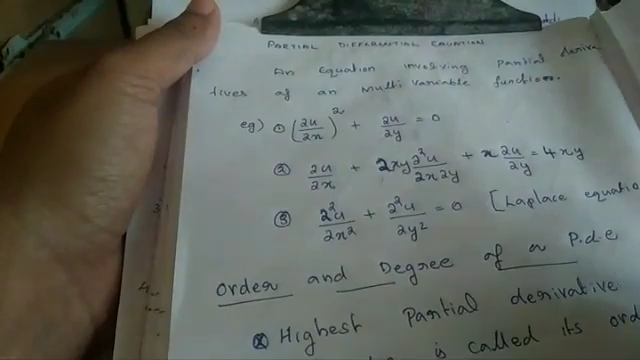 PARTIAL DIFFERENTIAL EQUATION
An Equation involving Partial deriva
tives of an multi variable function.
eg) ① (∂u/∂x)² + ∂u/∂y = 0
② ∂u/∂x + 2xy ∂²u/∂x∂y + x ∂u/∂y = 4xy
③ ∂²u/∂x² + ∂²u/∂y² = 0 [Laplace equatio
Order and Degree of a P.d.e
Highest Partial derivative
is called its ord